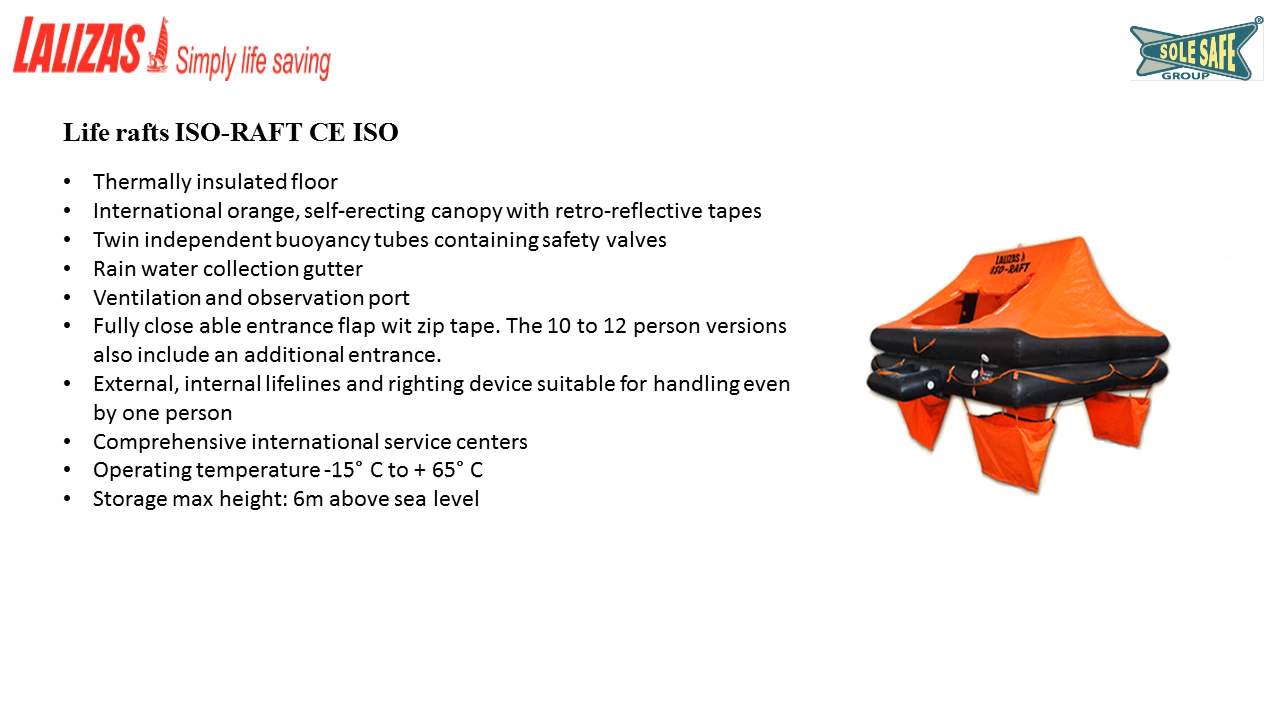 LALIZAS Simply life saving
SOLE SAFE
GROUP
®
Life rafts ISO-RAFT CE ISO
• Thermally insulated floor
• International orange, self-erecting canopy with retro-reflective tapes
• Twin independent buoyancy tubes containing safety valves
• Rain water collection gutter
• Ventilation and observation port
• Fully close able entrance flap wit zip tape. The 10 to 12 person versions
also include an additional entrance.
• External, internal lifelines and righting device suitable for handling even
by one person
• Comprehensive international service centers
• Operating temperature -15° C to + 65° C
• Storage max height: 6m above sea level
LALIZAS
ISO-RAFT